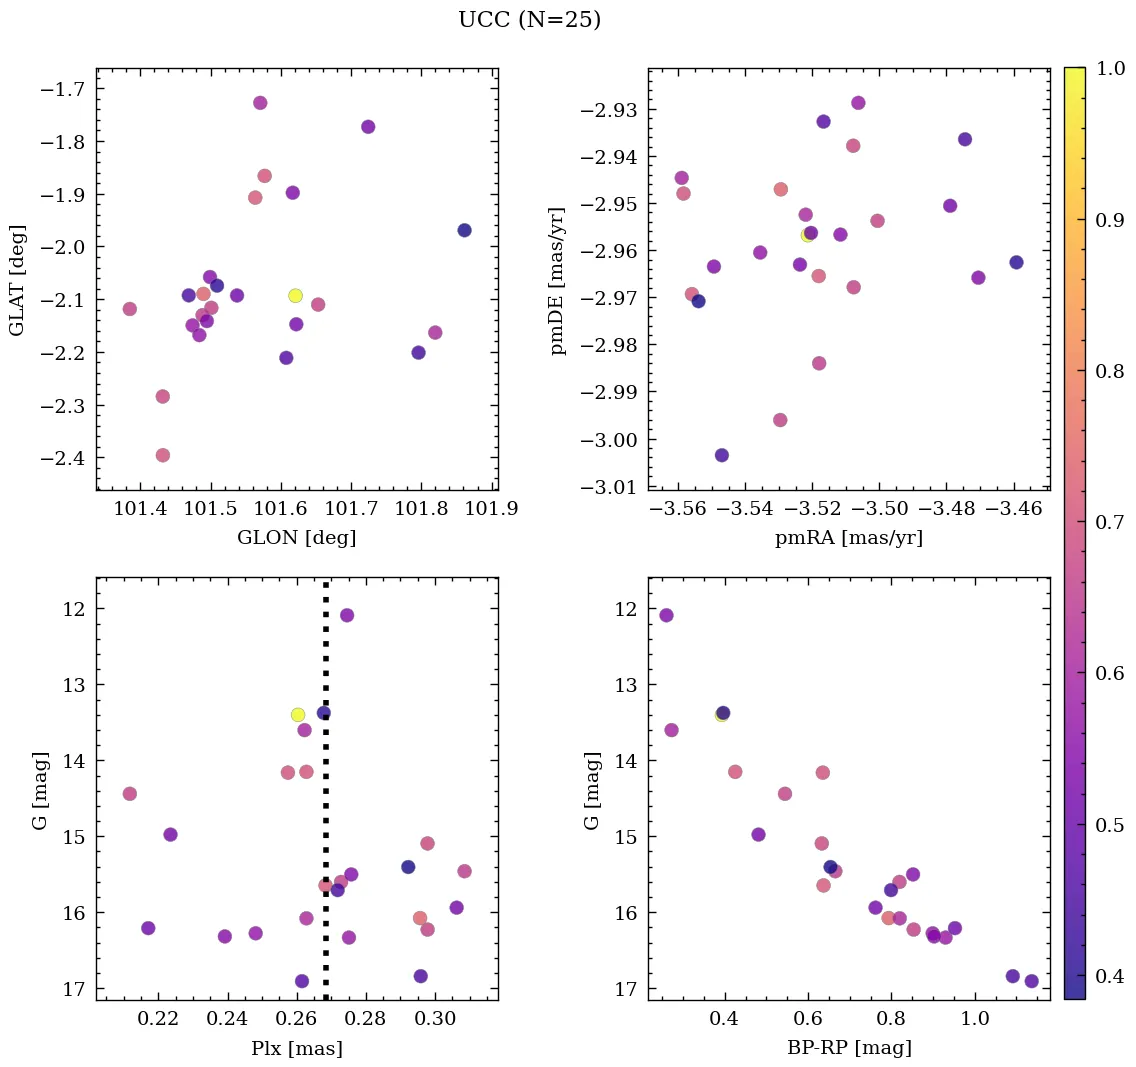 UCC (N=25)
−1.7
−1.8
−1.9
−2.0
−2.1
−2.2
−2.3
−2.4
GLAT [deg]
101.4 101.5 101.6 101.7 101.8 101.9
GLON [deg]
−2.93
−2.94
−2.95
−2.96
−2.97
−2.98
−2.99
−3.00
−3.01
pmDE [mas/yr]
−3.56 −3.54 −3.52 −3.50 −3.48 −3.46
pmRA [mas/yr]
12
13
14
15
16
17
G [mag]
0.22 0.24 0.26 0.28 0.30
Plx [mas]
12
13
14
15
16
17
G [mag]
0.4 0.6 0.8 1.0
BP-RP [mag]
1.0
0.9
0.8
0.7
0.6
0.5
0.4